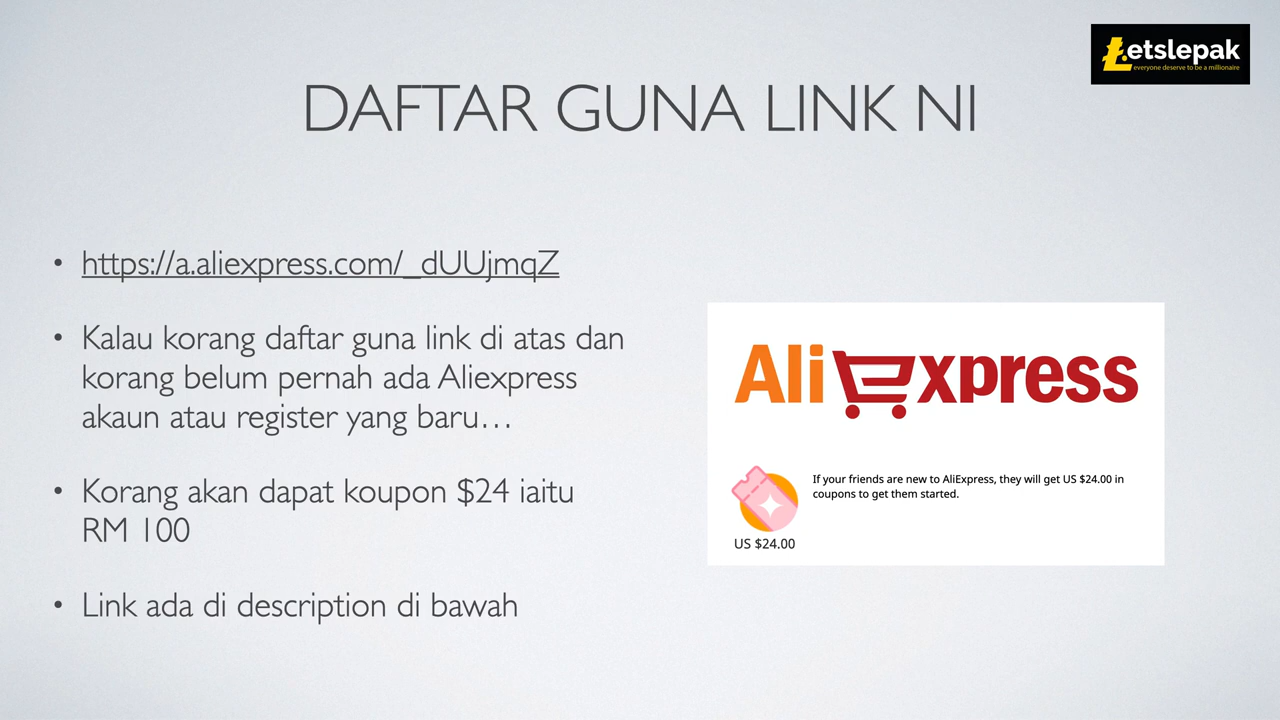 Letslepak
everyone deserve to be a millionaire
DAFTAR GUNA LINK NI
• https://a.aliexpress.com/_dUUjmqZ
• Kalau korang daftar guna link di atas dan
korang belum pernah ada Aliexpress
akaun atau register yang baru…
• Korang akan dapat koupon $24 iaitu
RM 100
• Link ada di description di bawah
AliExpress
If your friends are new to AliExpress, they will get US $24.00 in
coupons to get them started.
US $24.00